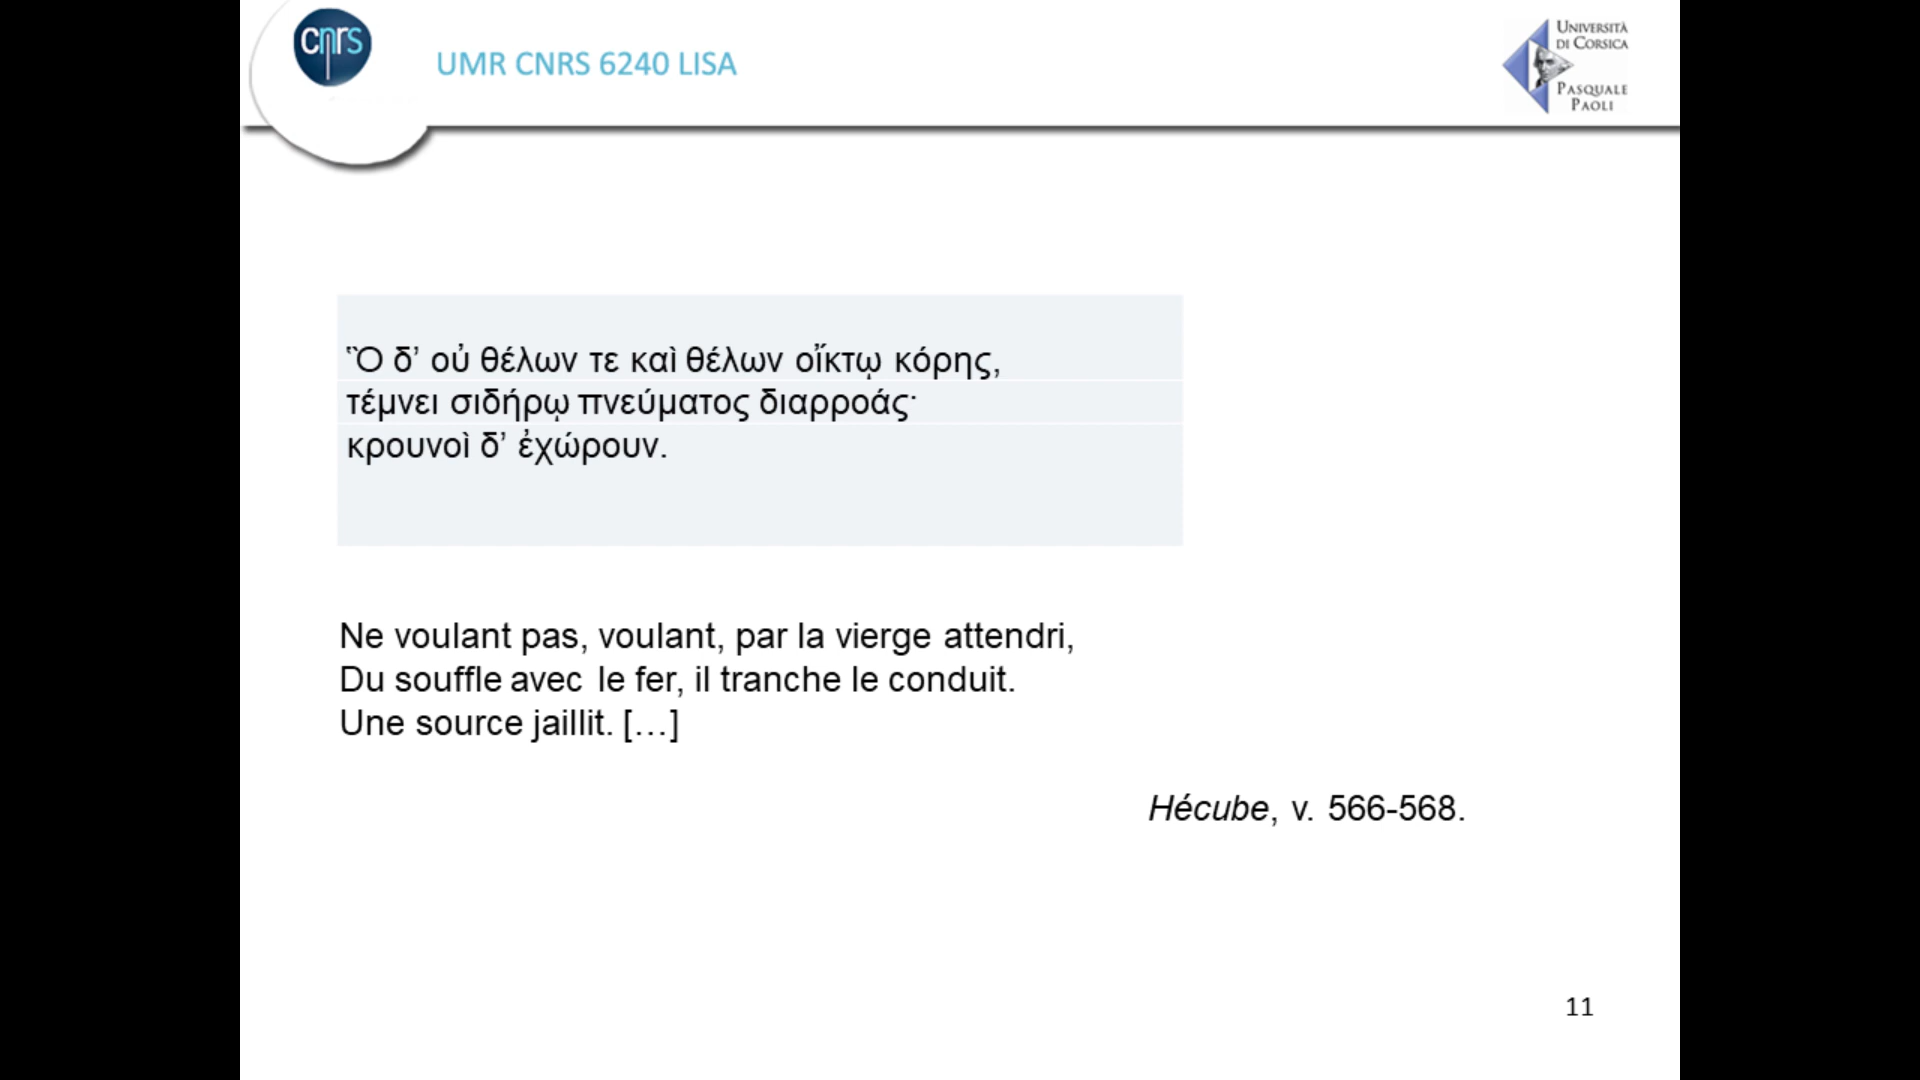 cnrs
UMR CNRS 6240 LISA
UNIVERSITÀ
DI CORSICA
PASQUALE
PAOLI
Ὃ δ’ οὐ θέλων τε καὶ θέλων οἴκτῳ κόρης,
τέμνει σιδήρῳ πνεύματος διαρροάς·
κρουνοὶ δ’ ἐχώρουν.
Ne voulant pas, voulant, par la vierge attendri,
Du souffle avec le fer, il tranche le conduit.
Une source jaillit. […]
Hécube, v. 566-568.
11